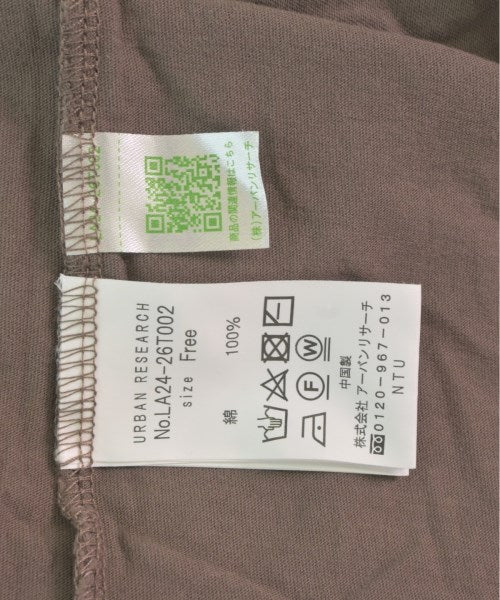 商品の関連情報はこちら
(株)アーバンリサーチ
URBAN RESEARCH
No.LA24-26T002
size Free
綿 100%
中国製
株式会社 アーバンリサーチ
0120-967-013
NTU